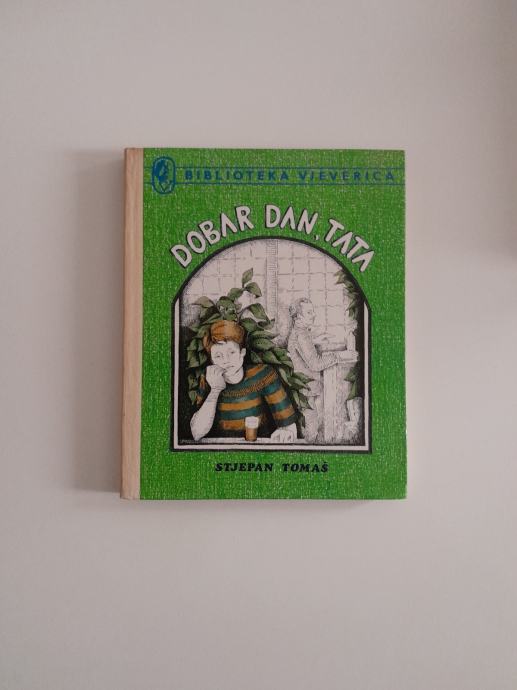 BIBLIOTEKA VJEVERICA
DOBAR DAN, TATA
STJEPAN TOMAŠ